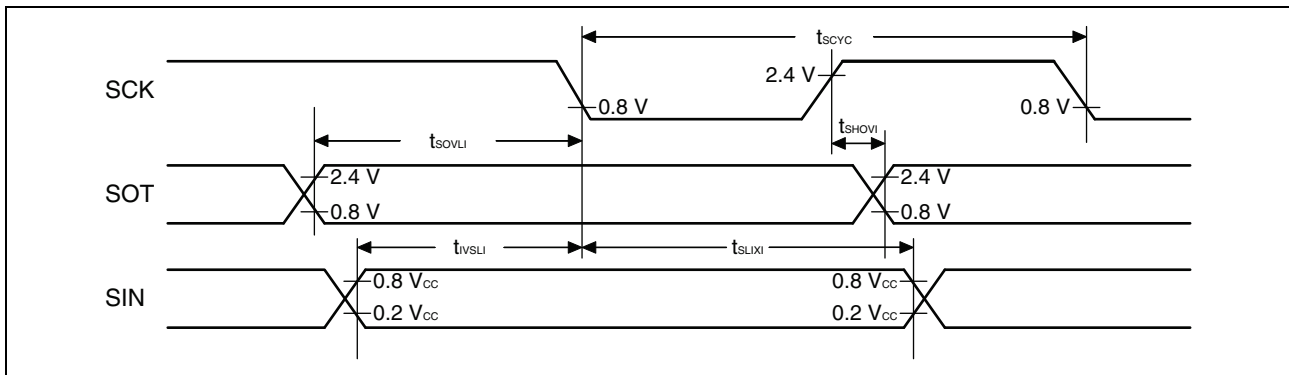 tSCYC
SCK
2.4 V
0.8 V
0.8 V
tSHOVI
tSOVLI
SOT
2.4 V
0.8 V
2.4 V
0.8 V
tIVSLI
tSLIXI
SIN
0.8 VCC
0.2 VCC
0.8 VCC
0.2 VCC